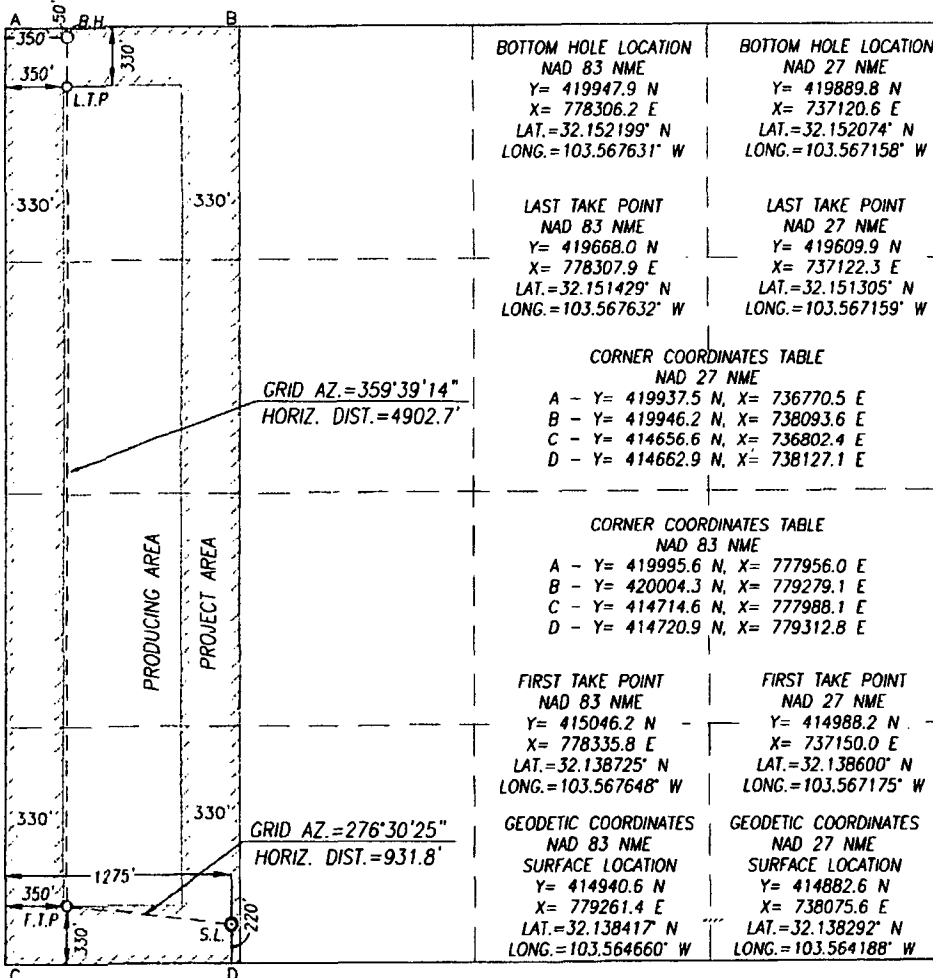 A
B
350'
50'
B.H.
330'
350'
L.T.P
330'
330'
GRID AZ.=359°39'14"
HORIZ. DIST.=4902.7'
PRODUCING AREA
PROJECT AREA
330'
330'
GRID AZ.=276°30'25"
HORIZ. DIST.=931.8'
1275'
350'
F.T.P
330'
S.L.
220'
C
D
BOTTOM HOLE LOCATION
NAD 83 NME
Y= 419947.9 N
X= 778306.2 E
LAT.=32.152199° N
LONG.=103.567631° W
BOTTOM HOLE LOCATION
NAD 27 NME
Y= 419889.8 N
X= 737120.6 E
LAT.=32.152074° N
LONG.=103.567158° W
LAST TAKE POINT
NAD 83 NME
Y= 419668.0 N
X= 778307.9 E
LAT.=32.151429° N
LONG.=103.567632° W
LAST TAKE POINT
NAD 27 NME
Y= 419609.9 N
X= 737122.3 E
LAT.=32.151305° N
LONG.=103.567159° W
CORNER COORDINATES TABLE
NAD 27 NME
A - Y= 419937.5 N, X= 736770.5 E
B - Y= 419946.2 N, X= 738093.6 E
C - Y= 414656.6 N, X= 736802.4 E
D - Y= 414662.9 N, X= 738127.1 E
CORNER COORDINATES TABLE
NAD 83 NME
A - Y= 419995.6 N, X= 777956.0 E
B - Y= 420004.3 N, X= 779279.1 E
C - Y= 414714.6 N, X= 777988.1 E
D - Y= 414720.9 N, X= 779312.8 E
FIRST TAKE POINT
NAD 83 NME
Y= 415046.2 N
X= 778335.8 E
LAT.=32.138725° N
LONG.=103.567648° W
FIRST TAKE POINT
NAD 27 NME
Y= 414988.2 N
X= 737150.0 E
LAT.=32.138600° N
LONG.=103.567175° W
GEODETIC COORDINATES
NAD 83 NME
SURFACE LOCATION
Y= 414940.6 N
X= 779261.4 E
LAT.=32.138417° N
LONG.=103.564660° W
GEODETIC COORDINATES
NAD 27 NME
SURFACE LOCATION
Y= 414882.6 N
X= 738075.6 E
LAT.=32.138292° N
LONG.=103.564188° W